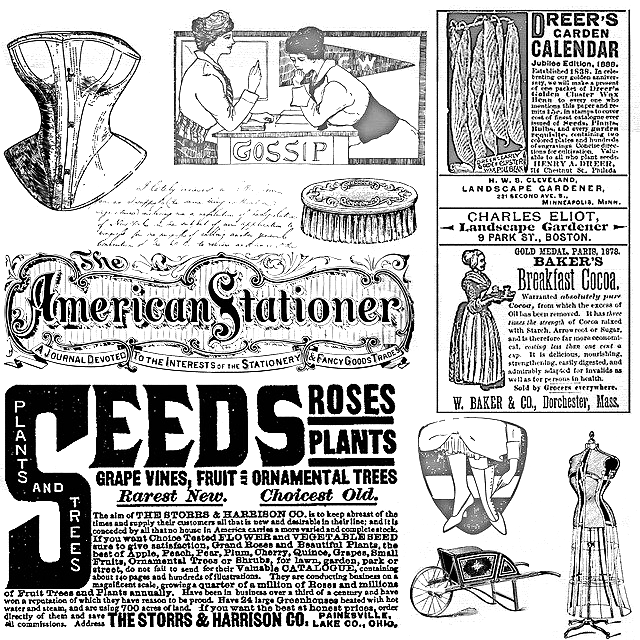 GOSSIP
DREER'S
GARDEN
CALENDAR
Jubilee Edition, 1888.
Established 1838. In cele-
brating our golden anniver-
sary, we will make a present
of one packet of Dreer's
Golden Cluster Wax
Bean to every one who
mentions this paper and re-
mits 15c. in stamps to cover
cost of finest catalogue ever
issued of Seeds, Plants,
Bulbs, and every garden
requisite, containing two
colored plates and hundreds
of engravings. Concise direc-
tions for cultivation. Valu-
able to all who plant seeds.
HENRY A. DREER,
714 Chestnut St. Philada
H. W. S. CLEVELAND,
LANDSCAPE GARDENER,
231 SECOND AVE. S.,
MINNEAPOLIS, MINN.
CHARLES ELIOT,
Landscape Gardener
9 PARK ST., BOSTON.
GOLD MEDAL, PARIS, 1878.
BAKER'S
Breakfast Cocoa.
Warranted absolutely pure
Cocoa, from which the excess of
Oil has been removed. It has three
times the strength of Cocoa mixed
with Starch, Arrowroot or Sugar,
and is therefore far more economi-
cal, costing less than one cent a
cup. It is delicious, nourishing,
strengthening, easily digested, and
admirably adapted for invalids as
well as for persons in health.
Sold by Grocers everywhere.
W. BAKER & CO., Dorchester, Mass.
The
American Stationer
A JOURNAL DEVOTED TO THE INTERESTS OF THE STATIONERY & FANCY GOODS TRADES
SEEDS
PLANTS
AND
TREES
ROSES
PLANTS
GRAPE VINES, FRUIT AND ORNAMENTAL TREES
Rarest New. Choicest Old.
The aim of THE STORRS & HARRISON CO. is to keep abreast of the
times and supply their customers all that is new and desirable in their line; and it is
conceded by all that no house in America carries a more varied and complete stock.
If you want Choice Tested FLOWER and VEGETABLE SEED
sure to give satisfaction, Grand Roses and Beautiful Plants, the
best of Apple, Peach, Pear, Plum, Cherry, Quince, Grapes, Small
Fruits, Ornamental Trees or Shrubs, for lawn, garden, park or
street, do not fail to send for their Valuable CATALOGUE, containing
about 140 pages and hundreds of illustrations. They are conducting business on a
magnificent scale, growing a quarter of a million of Roses and millions
of Fruit Trees and Plants annually. Have been in business over a third of a century and have
won a reputation of which they have reason to be proud. Have 24 large Greenhouses heated with hot
water and steam, and are using 700 acres of land. If you want the best at honest prices, order
directly of them and save
all commissions. Address THE STORRS & HARRISON CO. PAINESVILLE,
LAKE CO., OHIO,